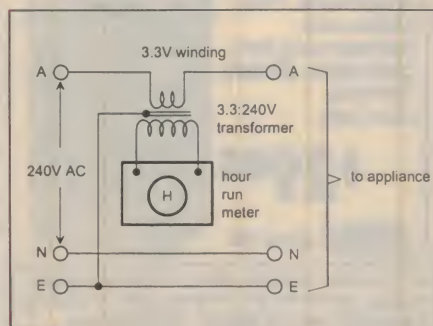 3.3V winding
A
A
3.3:240V
transformer
240V AC
hour
run
meter
H
to appliance
N
N
E
E